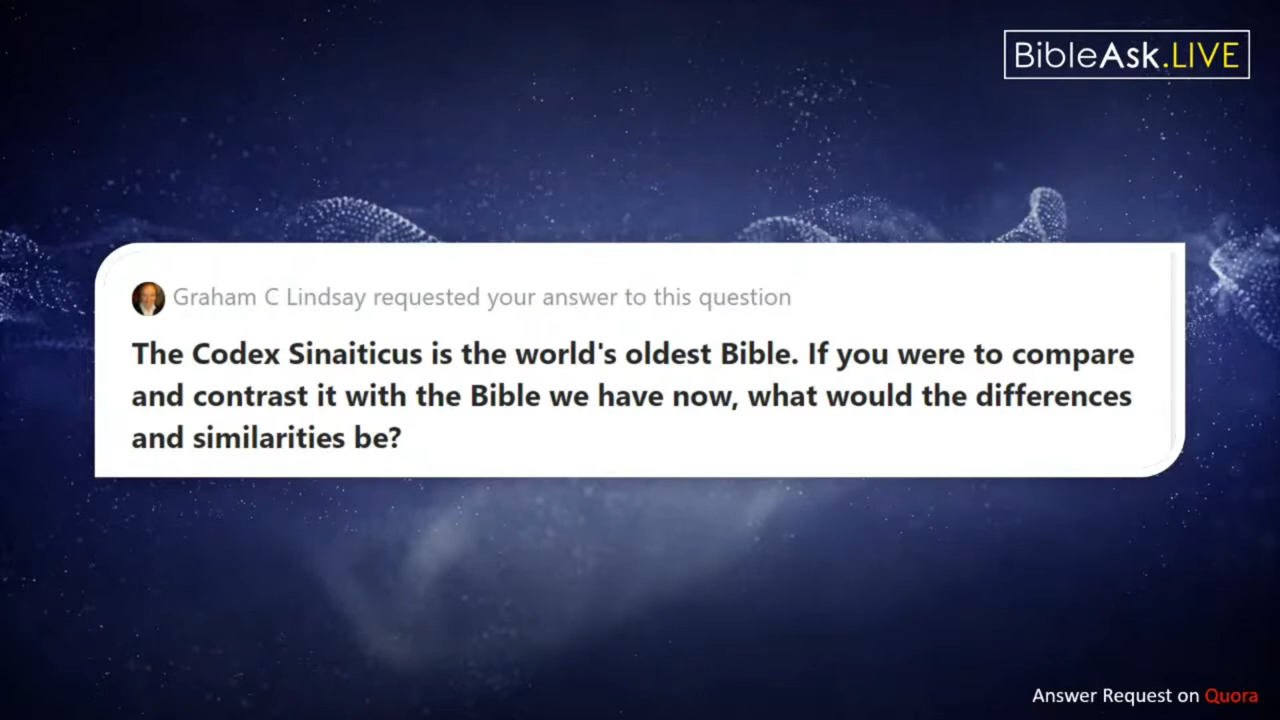 BibleAsk.LIVE
Graham C Lindsay requested your answer to this question
The Codex Sinaiticus is the world's oldest Bible. If you were to compare
and contrast it with the Bible we have now, what would the differences
and similarities be?
Answer Request on Quora